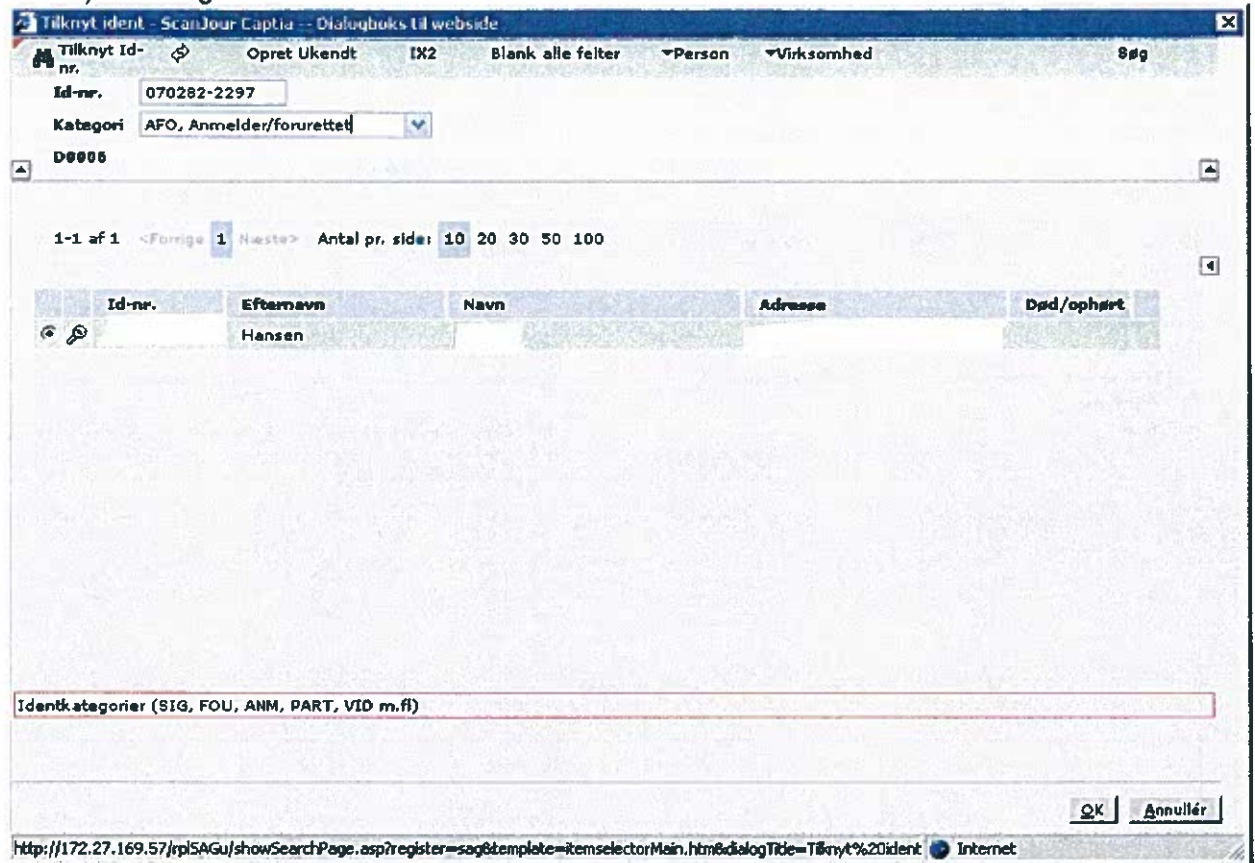 Tilknyt ident - ScanJour Captia -- Dialogboks til webside
Tilknyt Id-nr. Opret Ukendt IX2 Blank alle felter Person Virksomhed Søg
Id-nr. 070282-2297
Kategori AFO, Anmelder/forurettet
D0005
1-1 af 1 <Forrige 1 Næste> Antal pr. side: 10 20 30 50 100
Id-nr. Efternavn Navn Adresse Død/ophørt
Hansen
Identkategorier (SIG, FOU, ANM, PART, VID m.fl)
OK Annullér
http://172.27.169.57/rplSAGu/showSearchPage.asp?register=sag&template=itemselectorMain.htm&dialogTitle=Tilknyt%20ident Internet